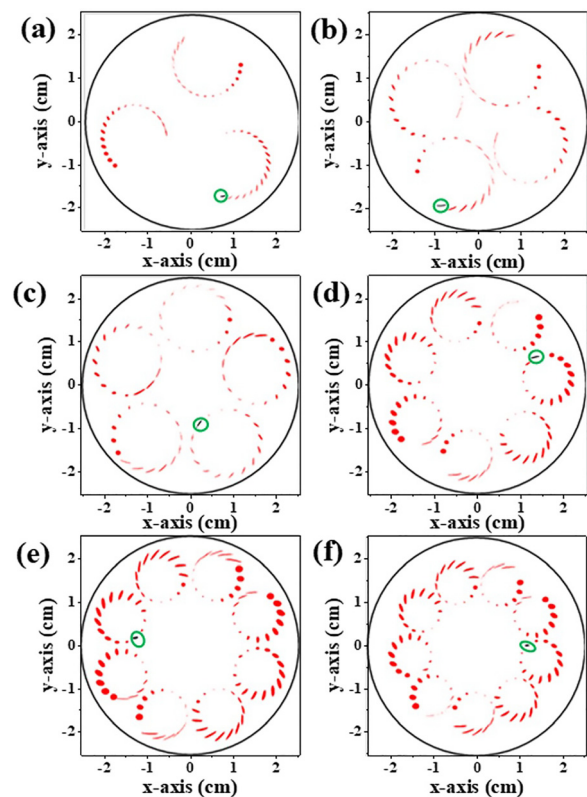 (a)
(b)
2
1
0
-1
-2
y-axis (cm)
-2 -1 0 1 2
x-axis (cm)
2
1
0
-1
-2
y-axis (cm)
-2 -1 0 1 2
x-axis (cm)
(c)
(d)
2
1
0
-1
-2
y-axis (cm)
-2 -1 0 1 2
x-axis (cm)
2
1
0
-1
-2
y-axis (cm)
-2 -1 0 1 2
x-axis (cm)
(e)
(f)
2
1
0
-1
-2
y-axis (cm)
-2 -1 0 1 2
x-axis (cm)
2
1
0
-1
-2
y-axis (cm)
-2 -1 0 1 2
x-axis (cm)